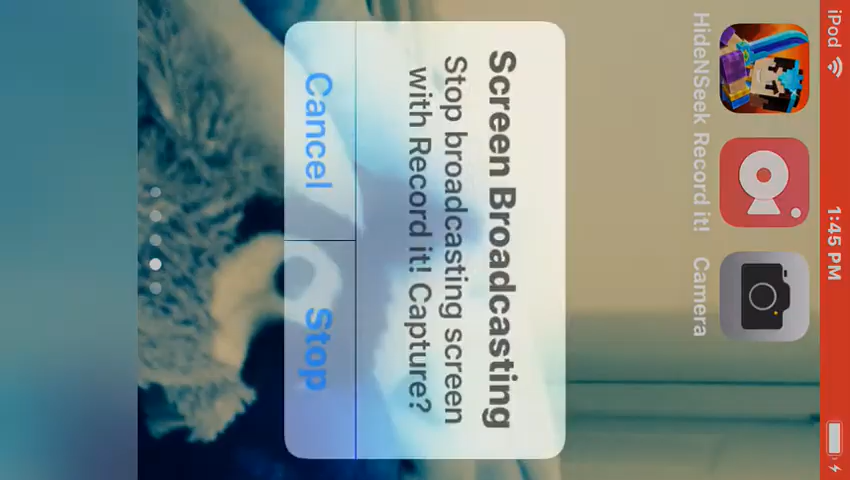 iPod
1:45 PM
HideNSeek
Record it!
Camera
Screen Broadcasting
Stop broadcasting screen
with Record it! Capture?
Cancel
Stop